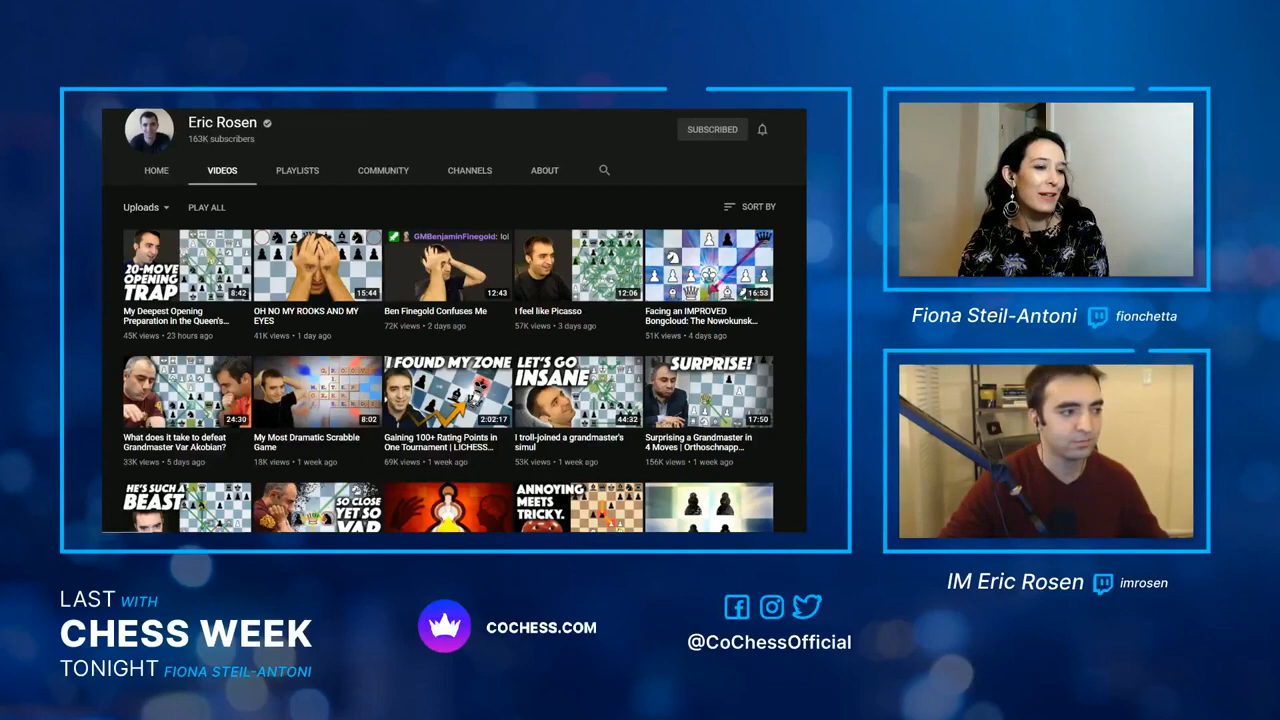 Eric Rosen
163K subscribers
SUBSCRIBED
HOME
VIDEOS
PLAYLISTS
COMMUNITY
CHANNELS
ABOUT
Uploads
PLAY ALL
SORT BY
20-MOVE
OPENING
TRAP
8:42
My Deepest Opening
Preparation in the Queen's...
45K views • 23 hours ago
15:44
OH NO MY ROOKS AND MY
EYES
41K views • 1 day ago
GMBenjaminFinegold: lol
12:43
Ben Finegold Confuses Me
72K views • 2 days ago
12:06
I feel like Picasso
57K views • 3 days ago
16:53
Facing an IMPROVED
Bongcloud: The Nowokunsk...
51K views • 4 days ago
24:30
What does it take to defeat
Grandmaster Var Akobian?
33K views • 5 days ago
8:02
My Most Dramatic Scrabble
Game
18K views • 1 week ago
I FOUND MY ZONE
2:02:17
Gaining 100+ Rating Points in
One Tournament | LICHESS...
69K views • 1 week ago
LET'S GO
INSANE
44:32
I troll-joined a grandmaster's
simul
53K views • 1 week ago
SURPRISE!
17:50
Surprising a Grandmaster in
4 Moves | Orthoschnapp...
156K views • 1 week ago
HE'S SUCH A
BEAST
SO CLOSE
YET SO
VAR
ANNOYING
MEETS
TRICKY.
Fiona Steil-Antoni fionchetta
IM Eric Rosen imrosen
LAST WITH
CHESS WEEK
TONIGHT FIONA STEIL-ANTONI
COCHESS.COM
@CoChessOfficial